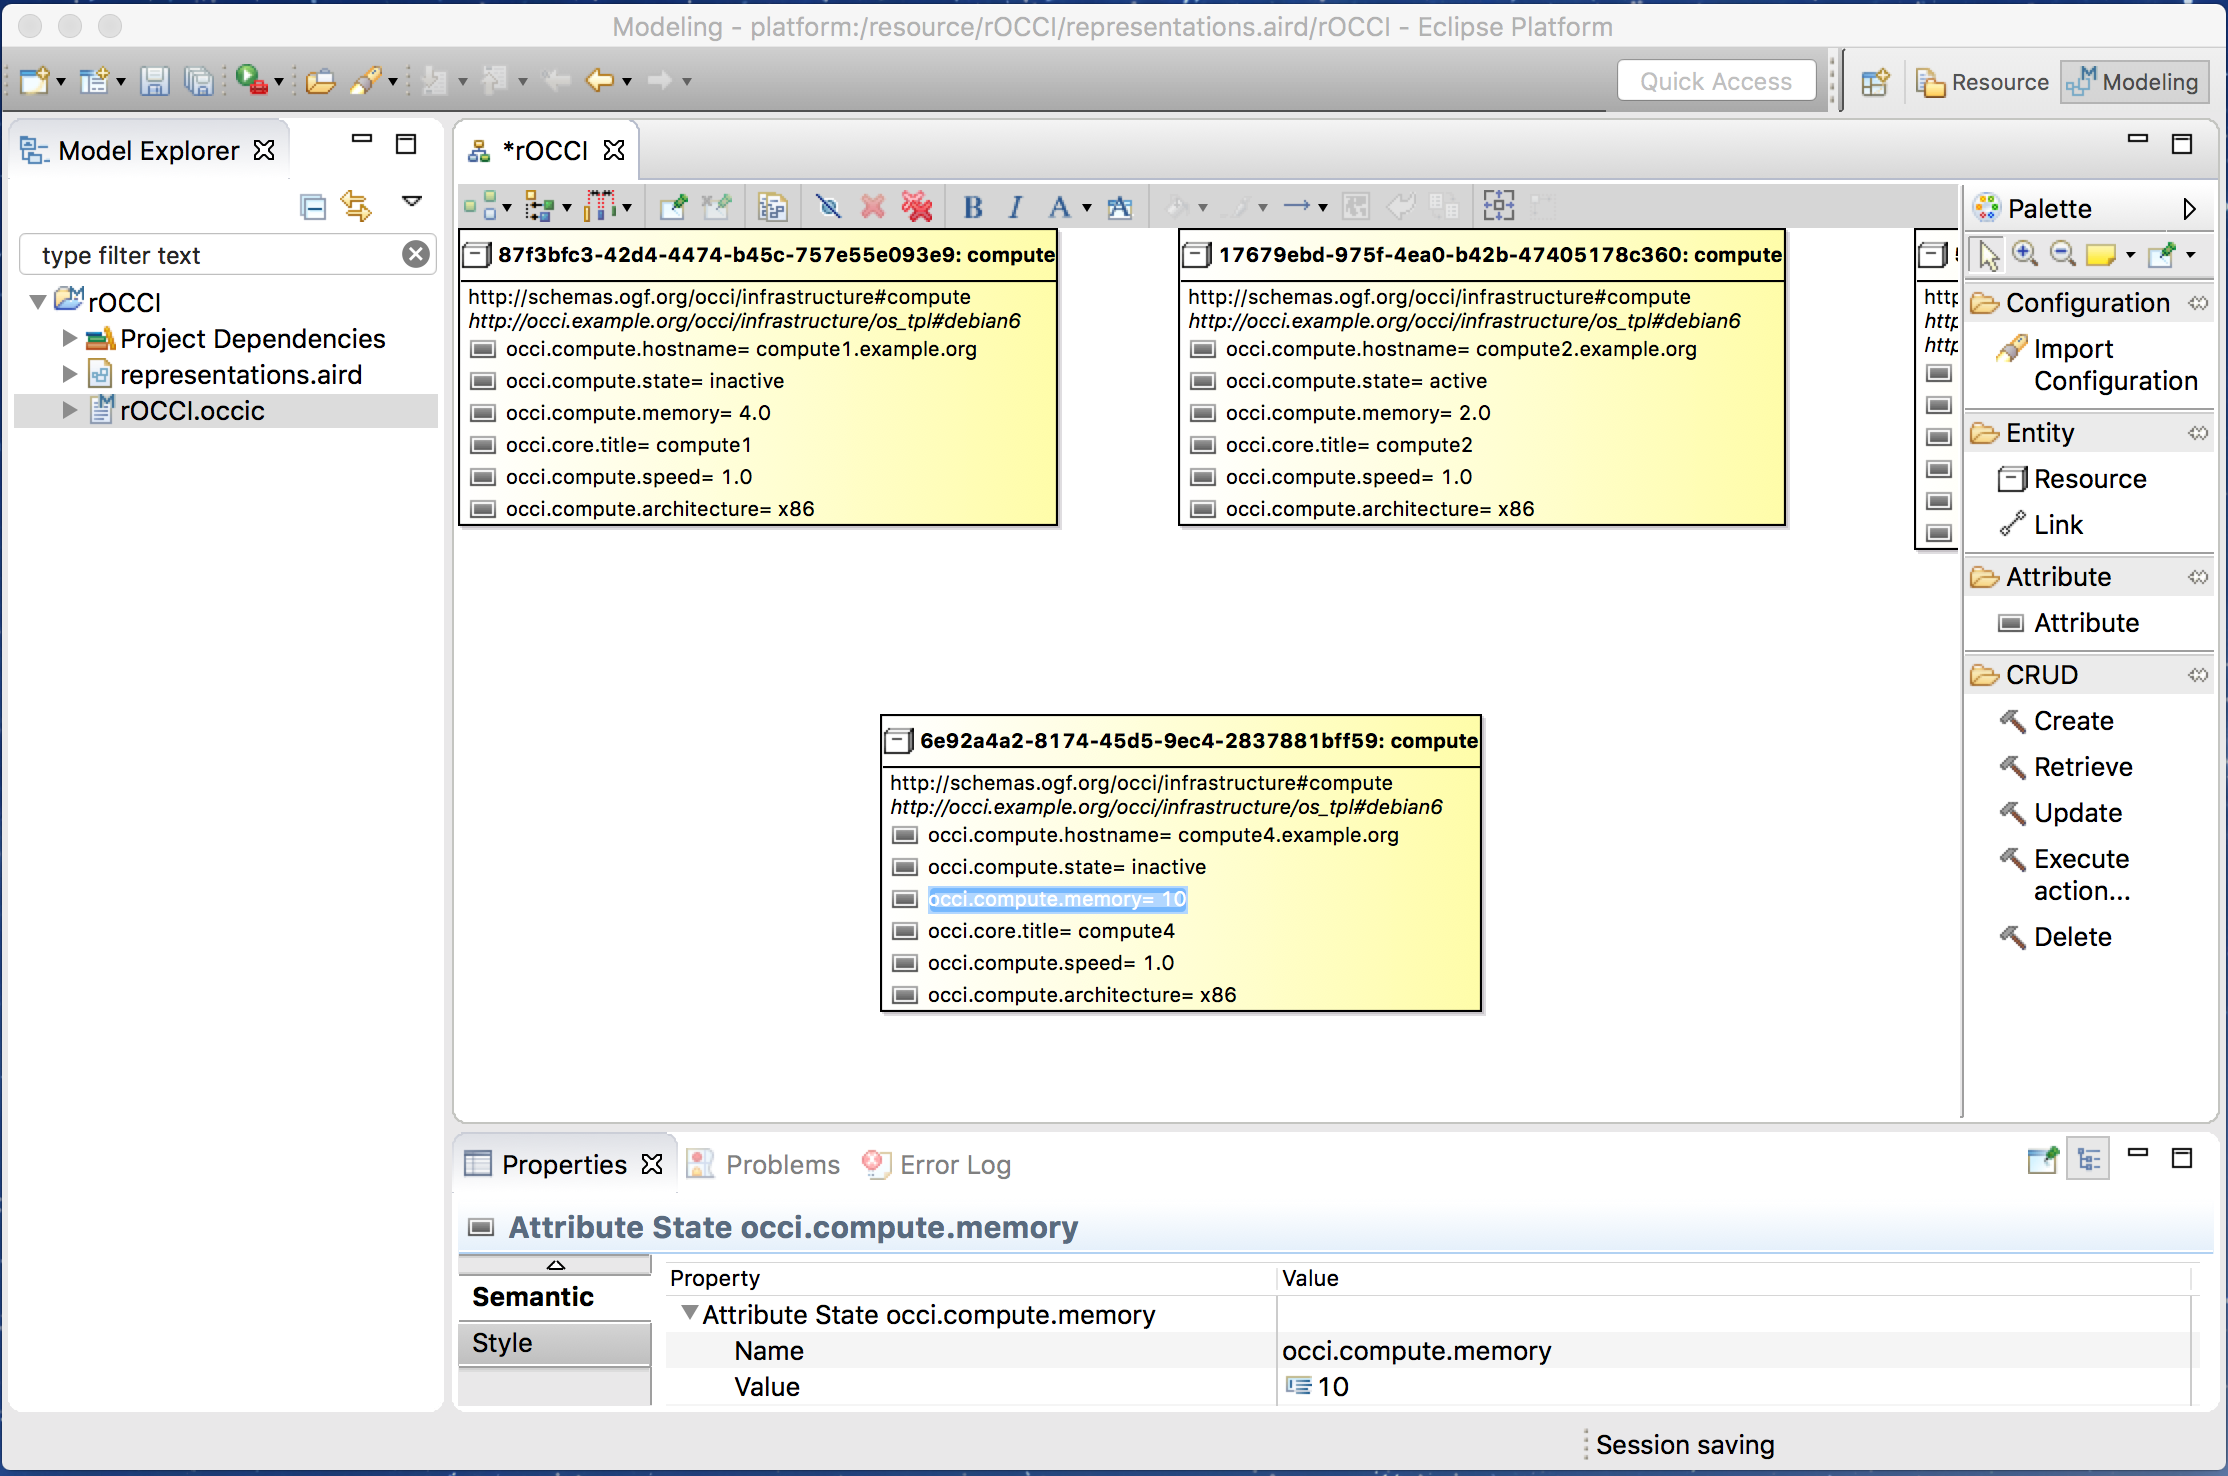 Modeling - platform:/resource/rOCCI/representations.aird/rOCCI - Eclipse Platform
Quick Access
Resource
Modeling
Model Explorer
type filter text
rOCCI
Project Dependencies
representations.aird
rOCCI.occic
*rOCCI
B I A A
87f3bfc3-42d4-4474-b45c-757e55e093e9: compute
http://schemas.ogf.org/occi/infrastructure#compute
http://occi.example.org/occi/infrastructure/os_tpl#debian6
occi.compute.hostname= compute1.example.org
occi.compute.state= inactive
occi.compute.memory= 4.0
occi.core.title= compute1
occi.compute.speed= 1.0
occi.compute.architecture= x86
17679ebd-975f-4ea0-b42b-47405178c360: compute
http://schemas.ogf.org/occi/infrastructure#compute
http://occi.example.org/occi/infrastructure/os_tpl#debian6
occi.compute.hostname= compute2.example.org
occi.compute.state= active
occi.compute.memory= 2.0
occi.core.title= compute2
occi.compute.speed= 1.0
occi.compute.architecture= x86
http
http
http
6e92a4a2-8174-45d5-9ec4-2837881bff59: compute
http://schemas.ogf.org/occi/infrastructure#compute
http://occi.example.org/occi/infrastructure/os_tpl#debian6
occi.compute.hostname= compute4.example.org
occi.compute.state= inactive
occi.compute.memory= 10
occi.core.title= compute4
occi.compute.speed= 1.0
occi.compute.architecture= x86
Palette
Configuration
Import
Configuration
Entity
Resource
Link
Attribute
Attribute
CRUD
Create
Retrieve
Update
Execute
action...
Delete
Properties
Problems
Error Log
Attribute State occi.compute.memory
Semantic
Style
Property Value
Attribute State occi.compute.memory
Name occi.compute.memory
Value 10
Session saving